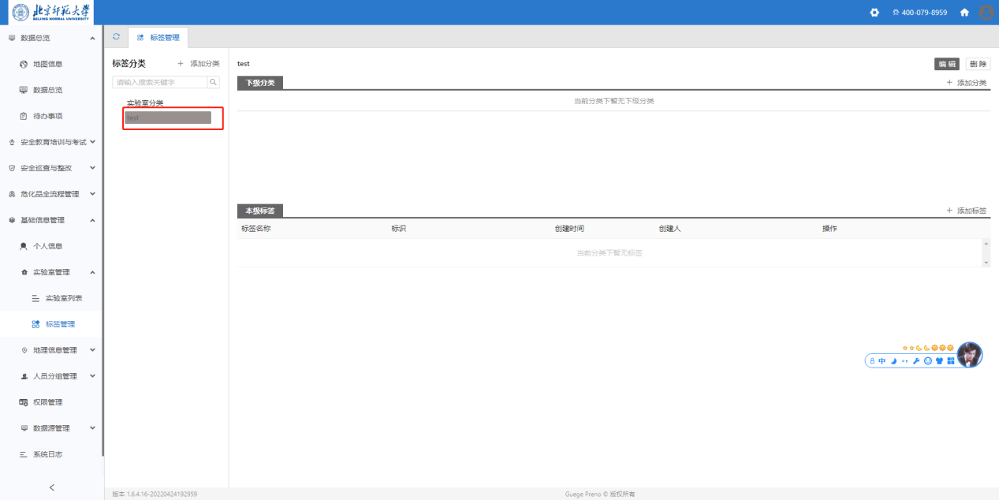 北京师范大学
BEIJING NORMAL UNIVERSITY
400-079-8959
数据总览
地图信息
数据总览
待办事项
安全教育培训与考试
安全巡查与整改
危化品全流程管理
基础信息管理
个人信息
实验室管理
实验室列表
标签管理
地理信息管理
人员分组管理
权限管理
数据源管理
系统日志
标签管理
标签分类
+ 添加分类
请输入搜索关键字
实验室分类
test
test
编 辑
删 除
下级分类
+ 添加分类
当前分类下暂无下级分类
本级标签
+ 添加标签
标签名称 标识 创建时间 创建人 操作
当前分类下暂无标签
中
版本 1.6.4.16-20220424192959
Guege Preno © 版权所有